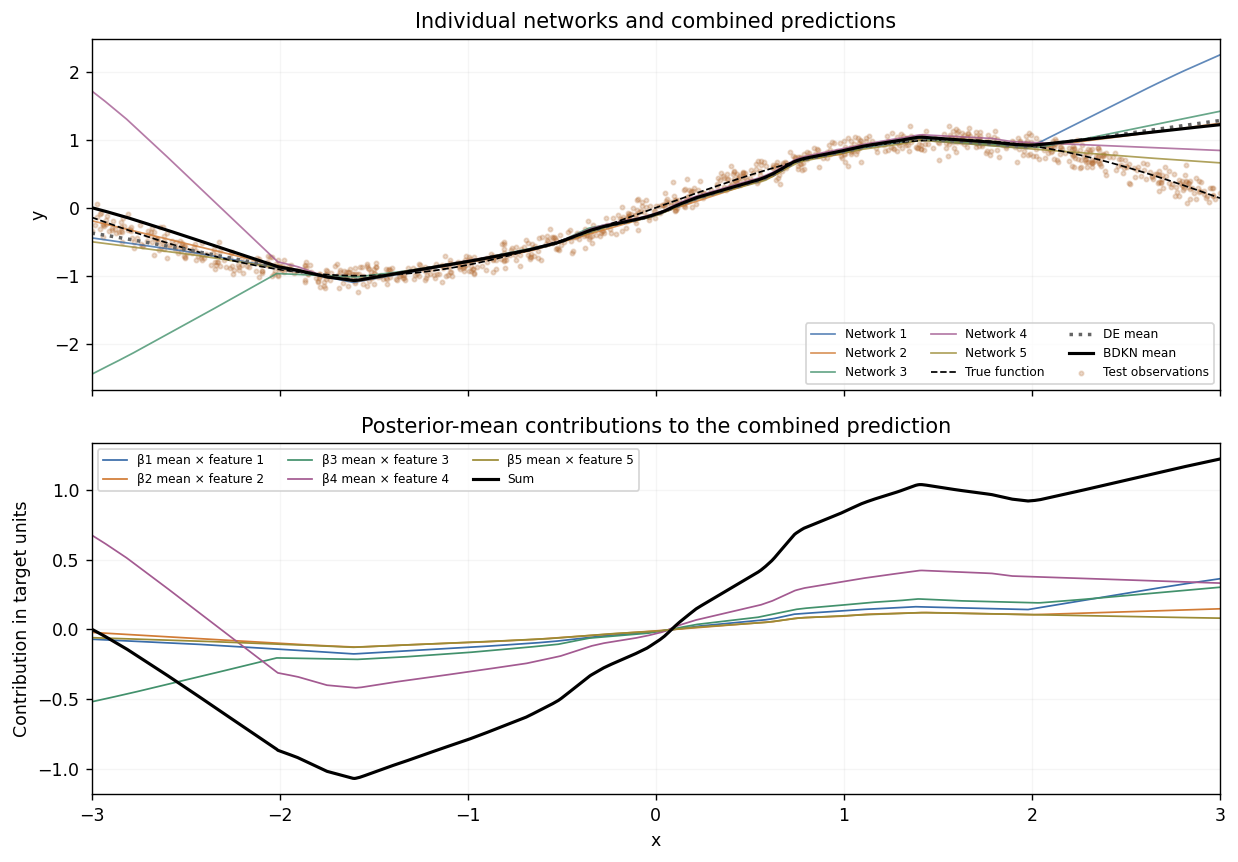 Individual networks and combined predictions
2
1
0
−1
−2
y
Network 1 Network 4 DE mean
Network 2 Network 5 BDKN mean
Network 3 True function Test observations
Posterior-mean contributions to the combined prediction
β1 mean × feature 1 β3 mean × feature 3 β5 mean × feature 5
β2 mean × feature 2 β4 mean × feature 4 Sum
1.0
0.5
0.0
−0.5
−1.0
Contribution in target units
−3 −2 −1 0 1 2 3
x